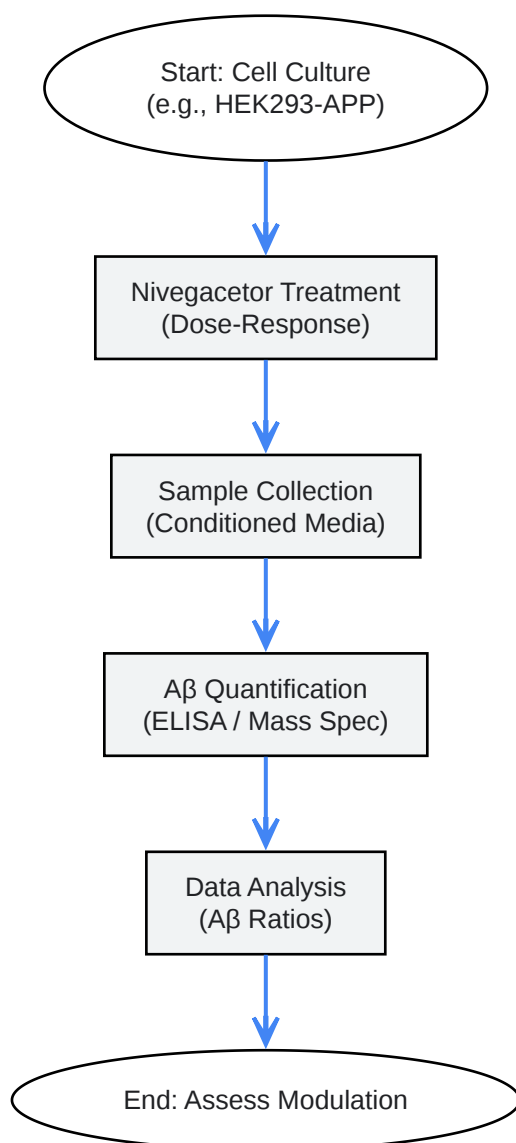 Start: Cell Culture
(e.g., HEK293-APP)
Nivegacetor Treatment
(Dose-Response)
Sample Collection
(Conditioned Media)
Aβ Quantification
(ELISA / Mass Spec)
Data Analysis
(Aβ Ratios)
End: Assess Modulation